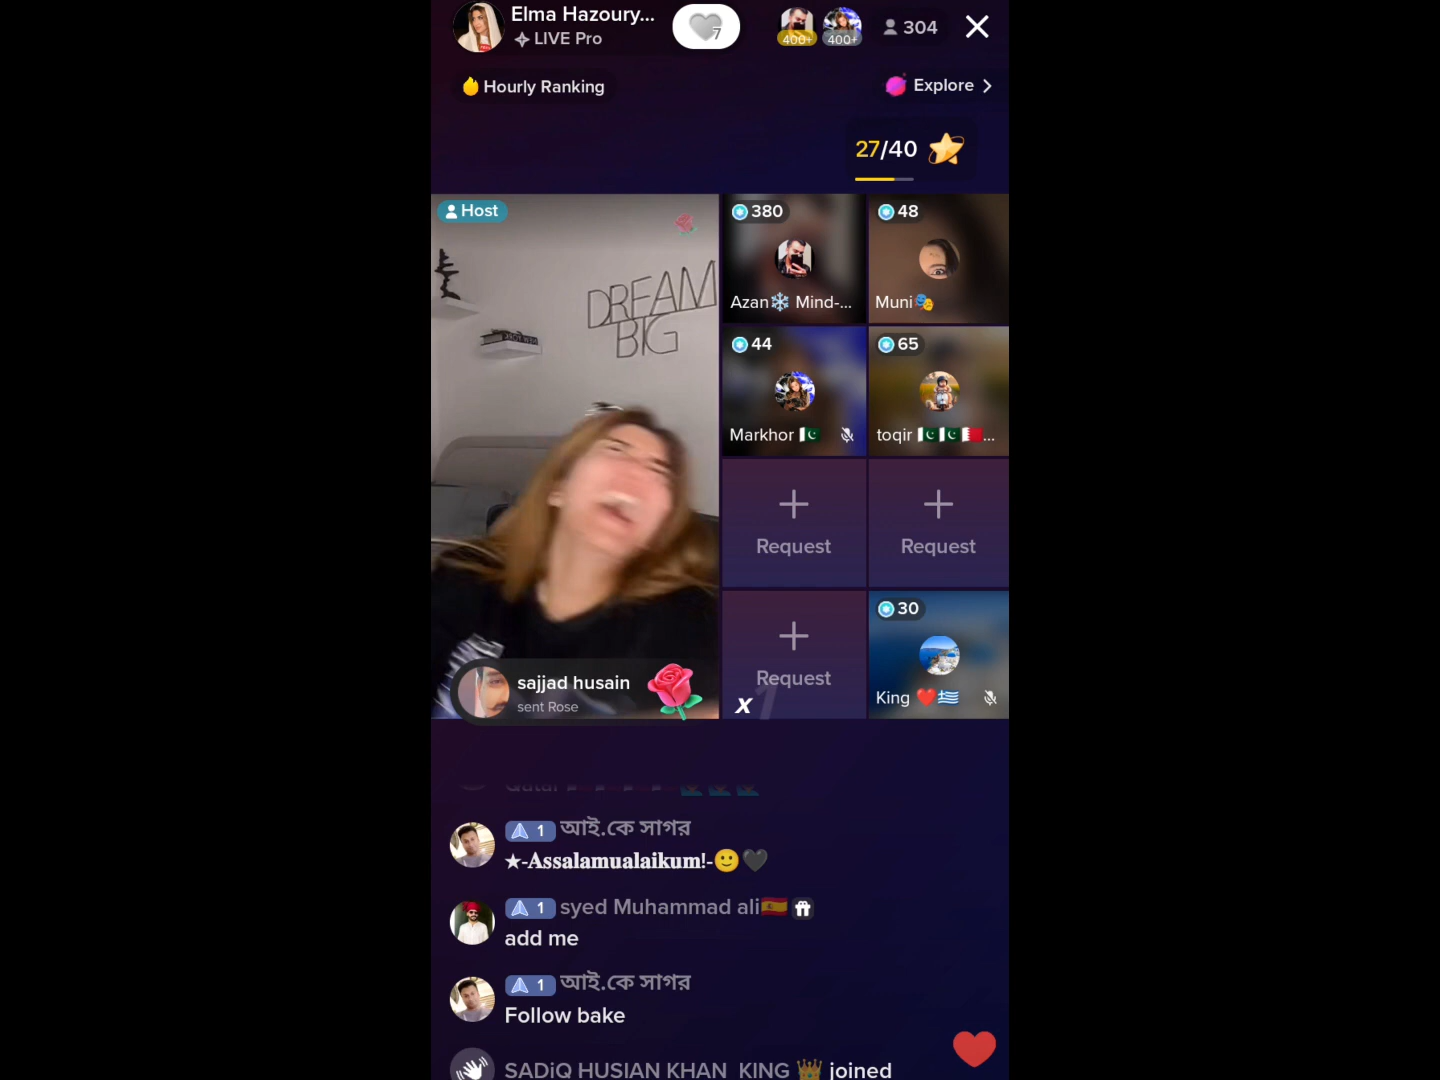 Elma Hazoury...
LIVE Pro
7
400+
400+
304
Hourly Ranking
Explore
27/40
Host
DREAM
BIG
380
Azan❄️ Mind-...
48
Muni🎭
44
Markhor 🇵🇰
65
toqir 🇵🇰🇵🇰🇧🇭...
Request
Request
Request
30
King ❤️🇬🇷
sajjad husain
sent Rose
x1
Qatar
1 আই.কে সাগর
★-𝐀𝐬𝐬𝐚𝐥𝐚𝐦𝐮𝐚𝐥𝐚𝐢𝐤𝐮𝐦!-🙂🖤
1 syed Muhammad ali🇪🇸
add me
1 আই.কে সাগর
Follow bake
SADiQ HUSIAN KHAN KING 👑 joined